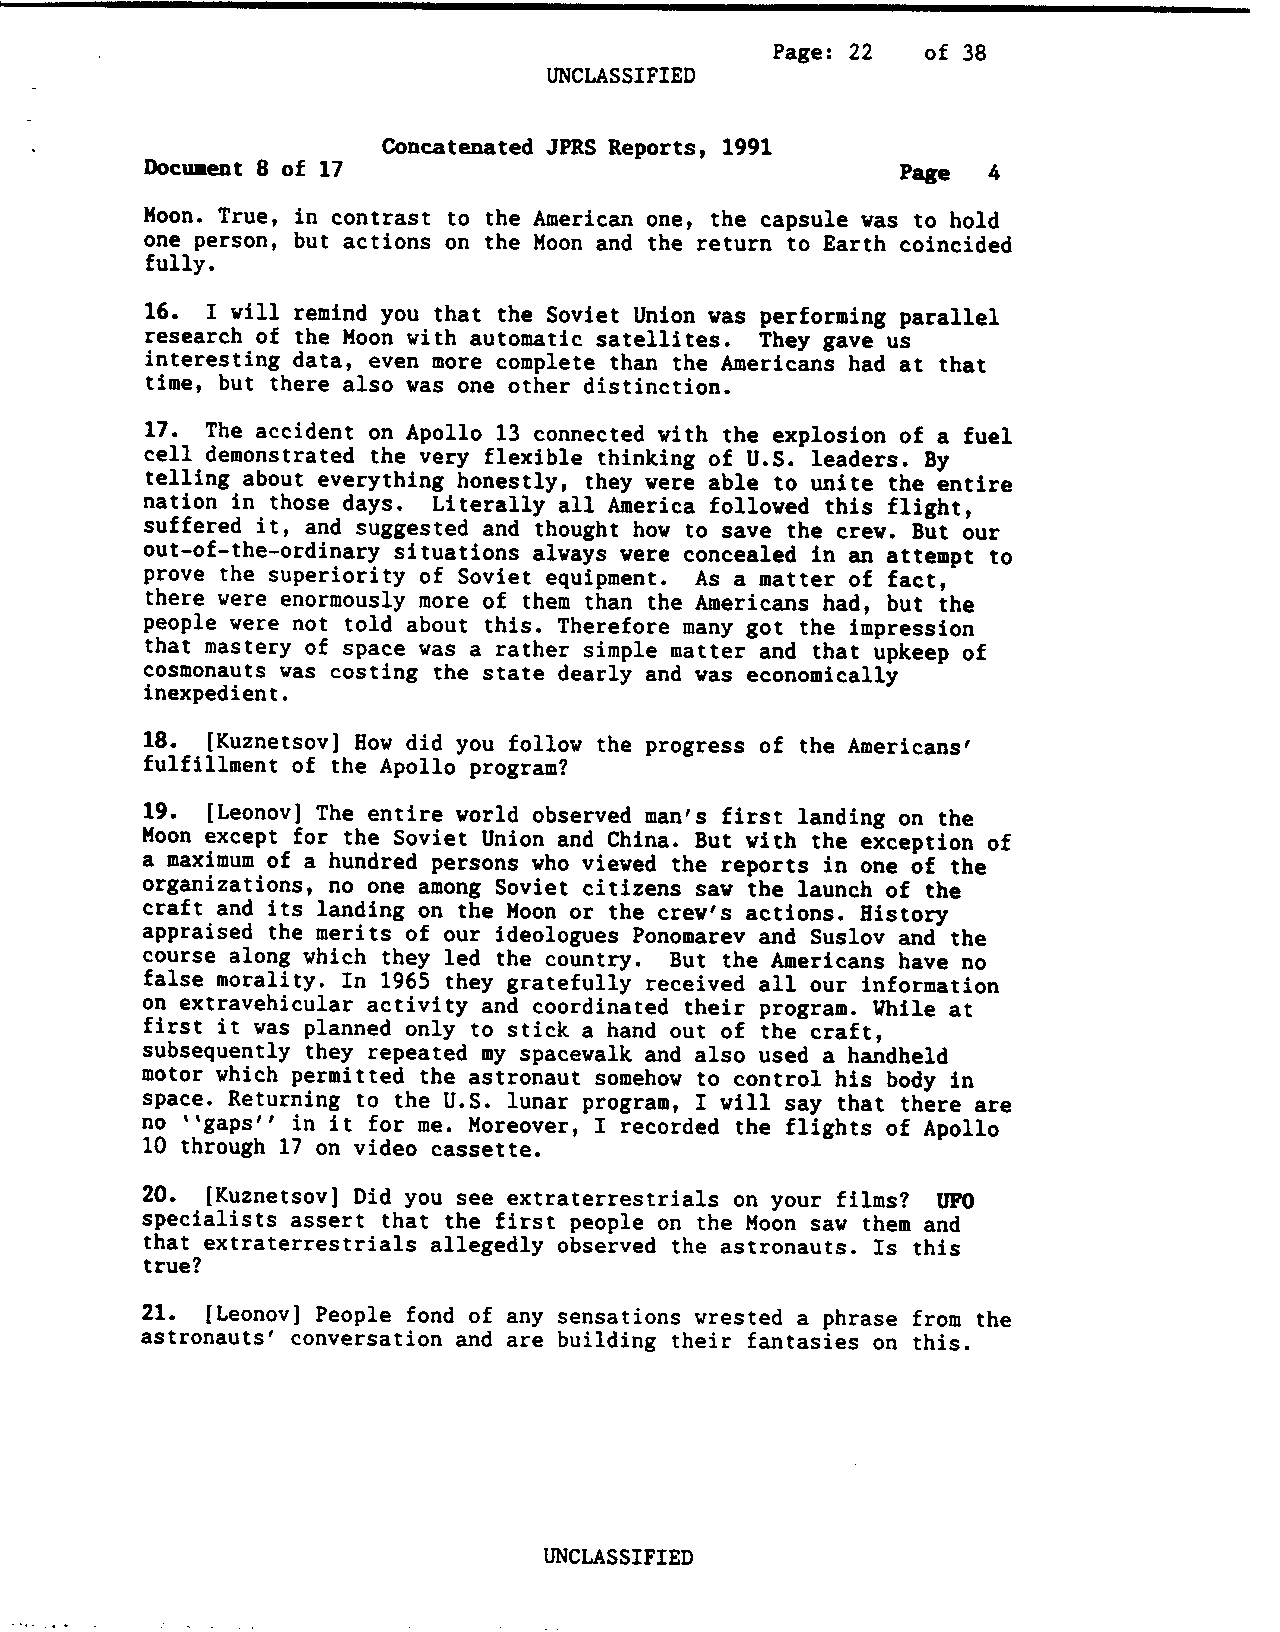 Page: 22 of 38
UNCLASSIFIED
Concatenated JPRS Reports, 1991
Document 8 of 17 Page 4
Moon. True, in contrast to the American one, the capsule was to hold
one person, but actions on the Moon and the return to Earth coincided
fully.
16. I will remind you that the Soviet Union was performing parallel
research of the Moon with automatic satellites. They gave us
interesting data, even more complete than the Americans had at that
time, but there also was one other distinction.
17. The accident on Apollo 13 connected with the explosion of a fuel
cell demonstrated the very flexible thinking of U.S. leaders. By
telling about everything honestly, they were able to unite the entire
nation in those days. Literally all America followed this flight,
suffered it, and suggested and thought how to save the crew. But our
out-of-the-ordinary situations always were concealed in an attempt to
prove the superiority of Soviet equipment. As a matter of fact,
there were enormously more of them than the Americans had, but the
people were not told about this. Therefore many got the impression
that mastery of space was a rather simple matter and that upkeep of
cosmonauts was costing the state dearly and was economically
inexpedient.
18. [Kuznetsov] How did you follow the progress of the Americans'
fulfillment of the Apollo program?
19. [Leonov] The entire world observed man's first landing on the
Moon except for the Soviet Union and China. But with the exception of
a maximum of a hundred persons who viewed the reports in one of the
organizations, no one among Soviet citizens saw the launch of the
craft and its landing on the Moon or the crew's actions. History
appraised the merits of our ideologues Ponomarev and Suslov and the
course along which they led the country. But the Americans have no
false morality. In 1965 they gratefully received all our information
on extravehicular activity and coordinated their program. While at
first it was planned only to stick a hand out of the craft,
subsequently they repeated my spacewalk and also used a handheld
motor which permitted the astronaut somehow to control his body in
space. Returning to the U.S. lunar program, I will say that there are
no ``gaps'' in it for me. Moreover, I recorded the flights of Apollo
10 through 17 on video cassette.
20. [Kuznetsov] Did you see extraterrestrials on your films? UFO
specialists assert that the first people on the Moon saw them and
that extraterrestrials allegedly observed the astronauts. Is this
true?
21. [Leonov] People fond of any sensations wrested a phrase from the
astronauts' conversation and are building their fantasies on this.
UNCLASSIFIED